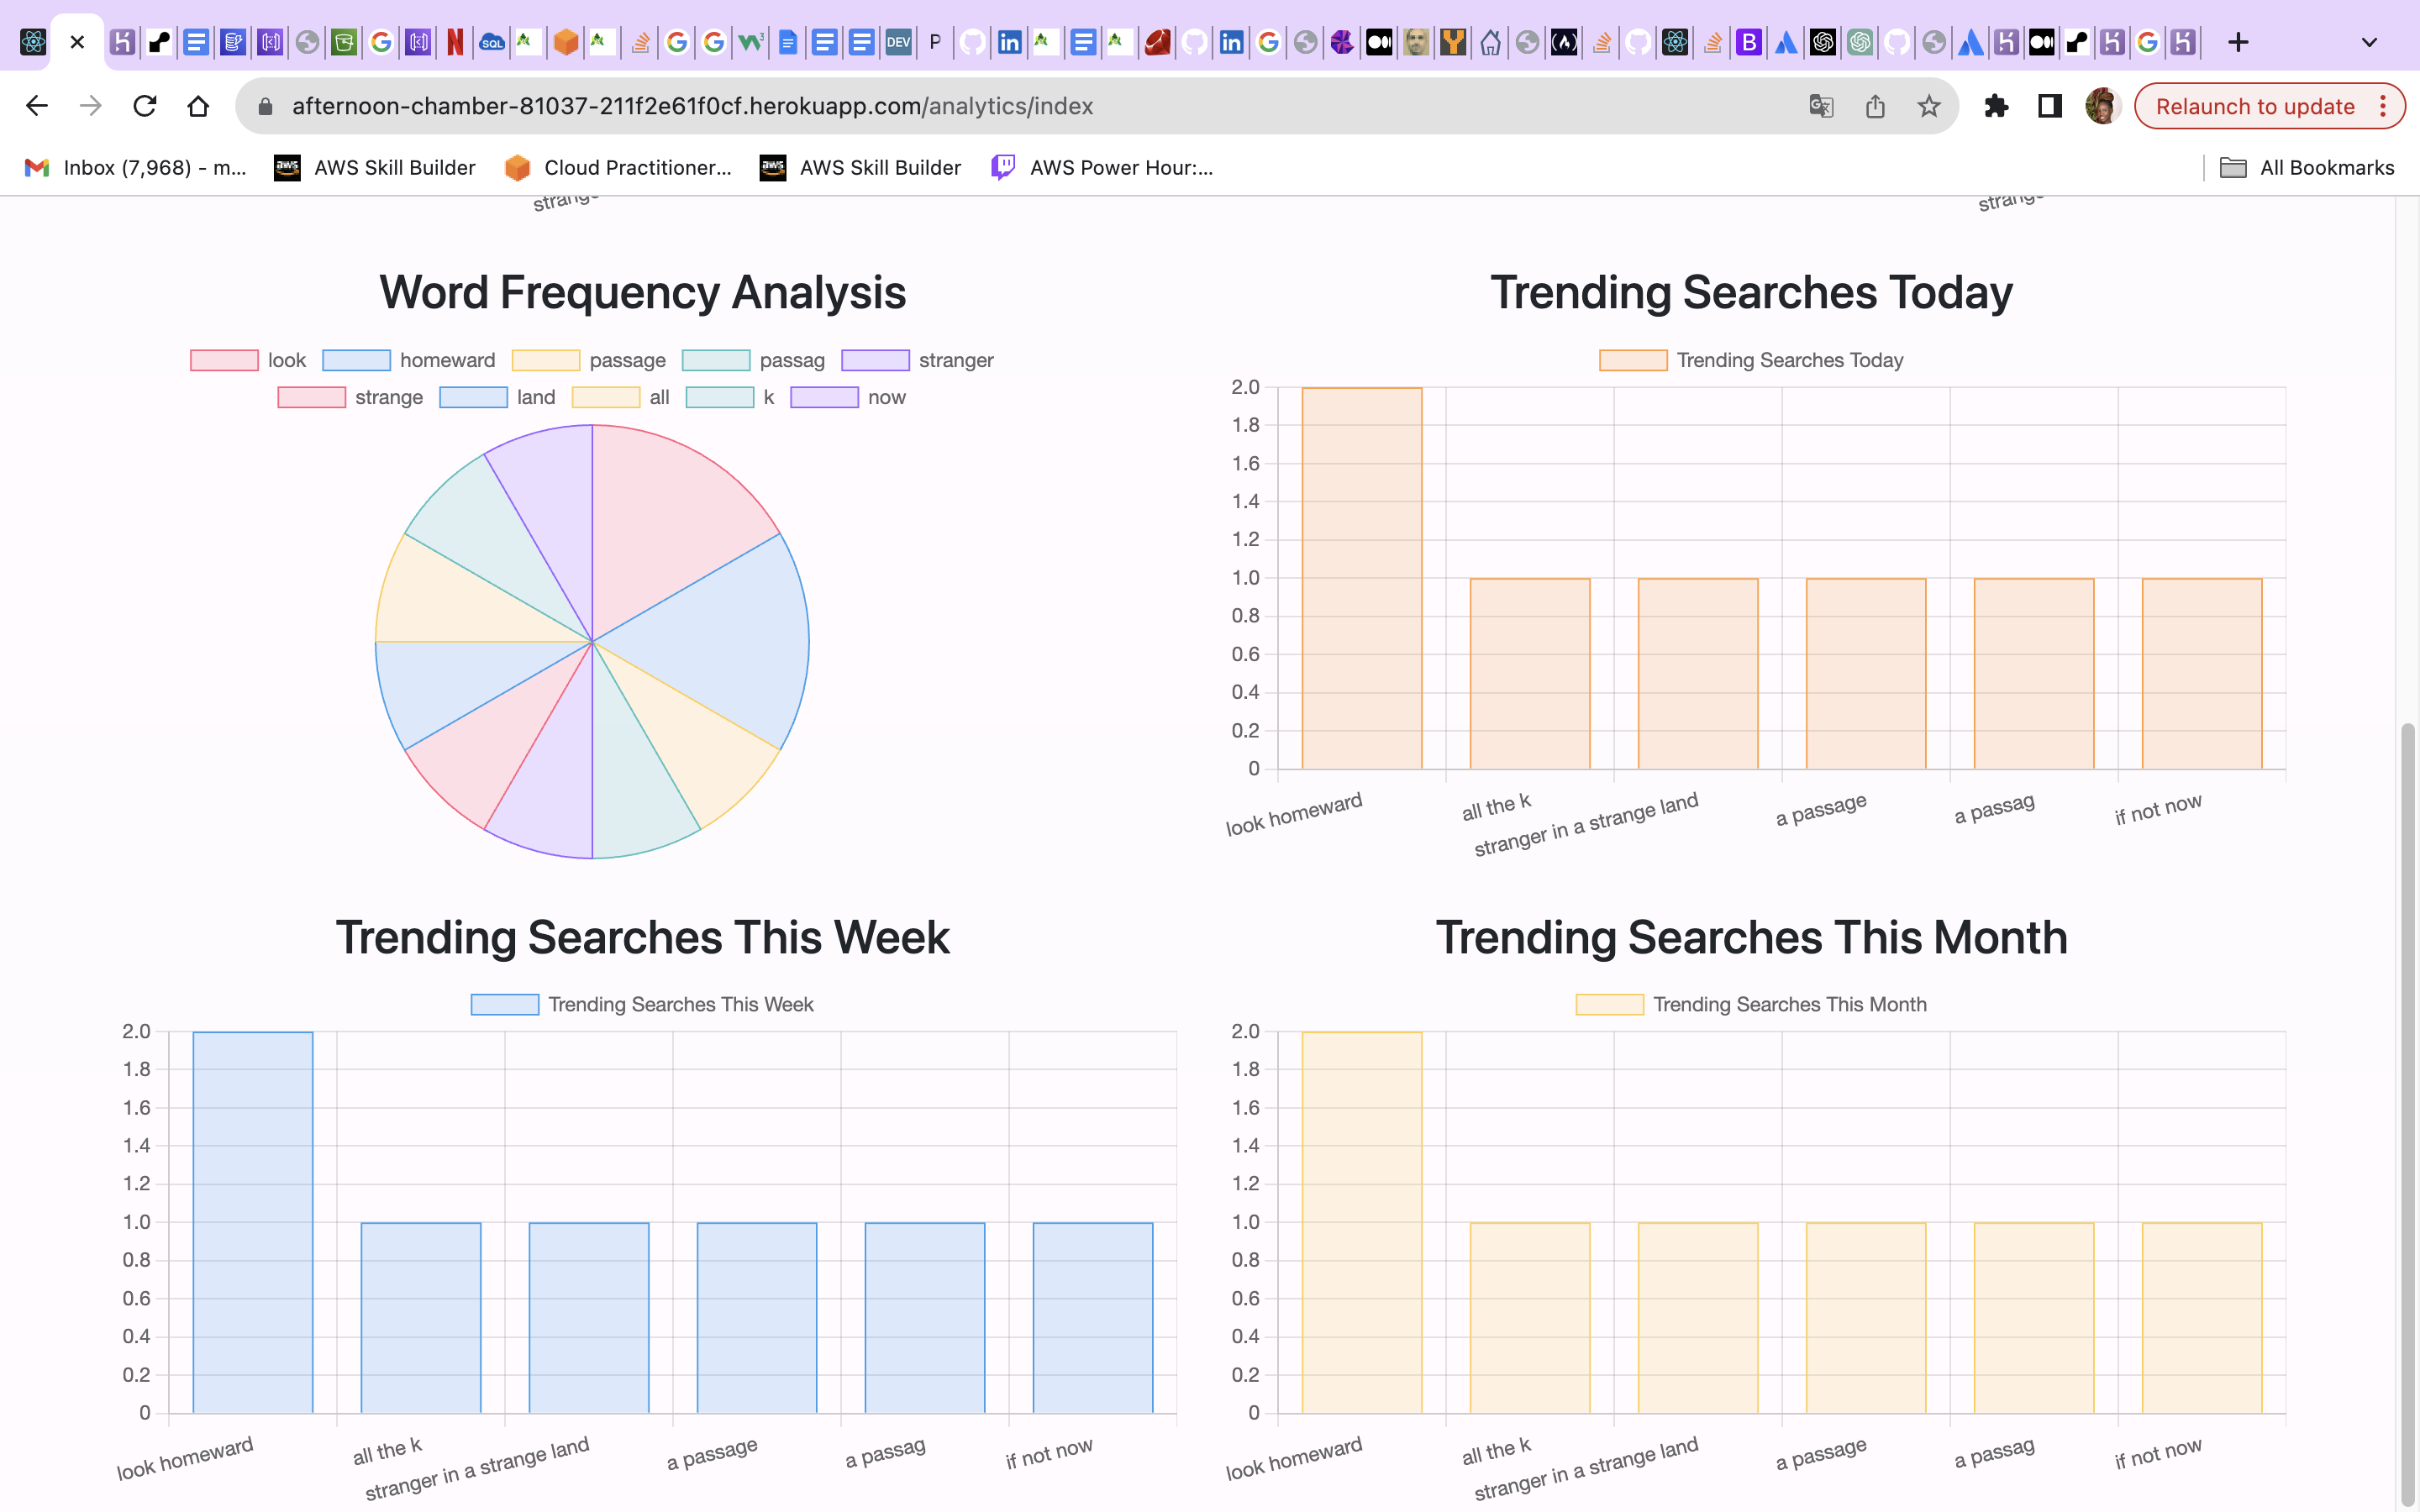 SQL
3
DEV
P
B
afternoon-chamber-81037-211f2e61f0cf.herokuapp.com/analytics/index
Relaunch to update
Inbox (7,968) - m...
aws
AWS Skill Builder
Cloud Practitioner...
aws
AWS Skill Builder
AWS Power Hour:...
All Bookmarks
strange
strange
Word Frequency Analysis
look homeward passage passag stranger
strange land all k now
Trending Searches Today
Trending Searches Today
2.0
1.8
1.6
1.4
1.2
1.0
0.8
0.6
0.4
0.2
0
look homeward
all the k
stranger in a strange land
a passage
a passag
if not now
Trending Searches This Week
Trending Searches This Week
2.0
1.8
1.6
1.4
1.2
1.0
0.8
0.6
0.4
0.2
0
look homeward
all the k
stranger in a strange land
a passage
a passag
if not now
Trending Searches This Month
Trending Searches This Month
2.0
1.8
1.6
1.4
1.2
1.0
0.8
0.6
0.4
0.2
0
look homeward
all the k
stranger in a strange land
a passage
a passag
if not now